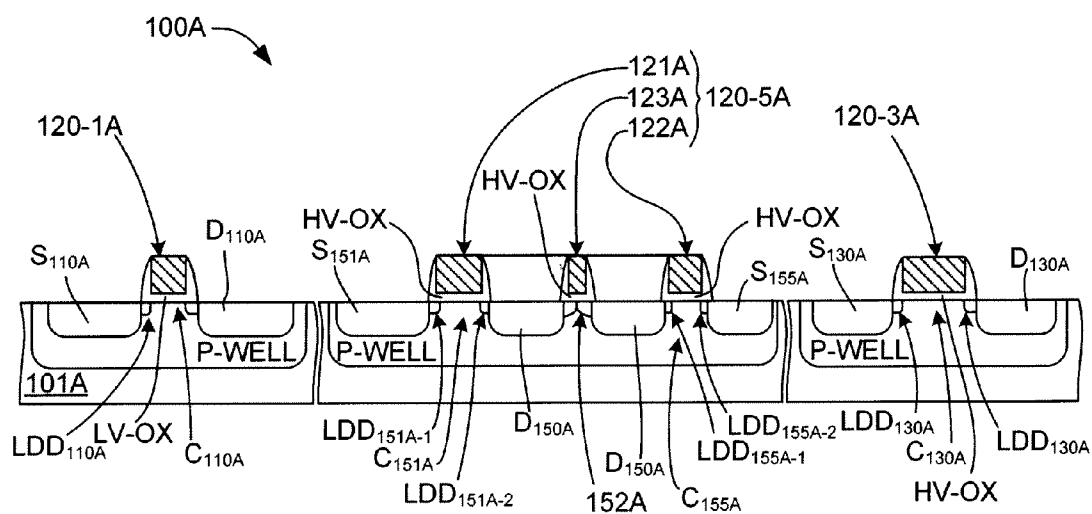 100A
121A
123A
122A
120-5A
120-1A
120-3A
HV-OX
HV-OX
HV-OX
S110A
D110A
S151A
S155A
S130A
D130A
P-WELL
P-WELL
P-WELL
101A
LDD110A
LV-OX
C110A
LDD151A-1
C151A
LDD151A-2
D150A
152A
D150A
C155A
LDD155A-2
LDD155A-1
LDD130A
C130A
HV-OX
LDD130A